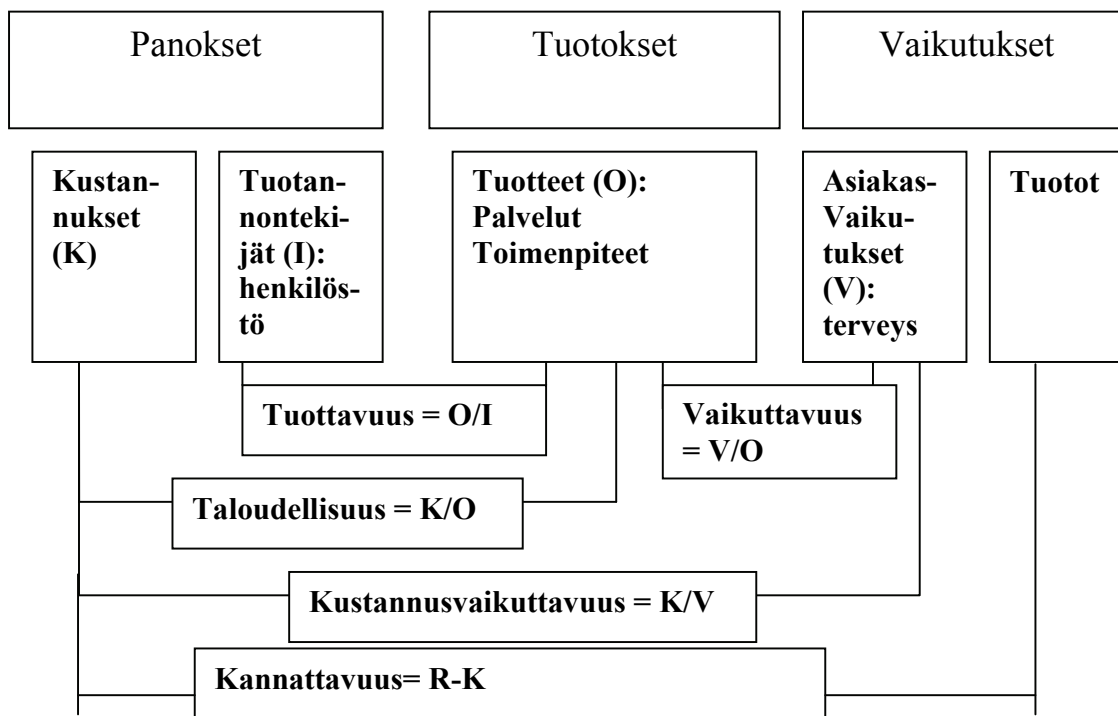 Panokset
Tuotokset
Vaikutukset
Kustan-
nukset
(K)
Tuotan-
nonteki-
jät (I):
henkilös-
tö
Tuotteet (O):
Palvelut
Toimenpiteet
Asiakas-
Vaiku-
tukset
(V):
terveys
Tuotot
Tuottavuus = O/I
Vaikuttavuus
= V/O
Taloudellisuus = K/O
Kustannusvaikuttavuus = K/V
Kannattavuus= R-K